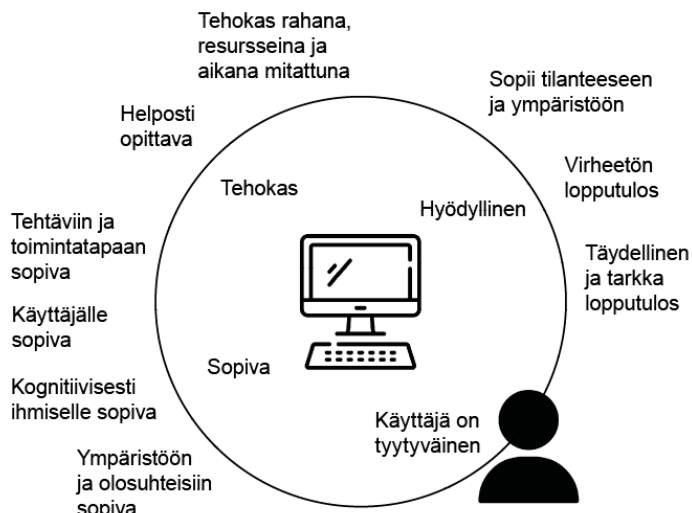 Tehokas rahana,
resursseina ja
aikana mitattuna
Sopii tilanteeseen
ja ympäristöön
Helposti
opittava
Virheetön
lopputulos
Tehokas
Hyödyllinen
Tehtäviin ja
toimintatapaan
sopiva
Täydellinen
ja tarkka
lopputulos
Käyttäjälle
sopiva
Sopiva
Kognitiivisesti
ihmiselle sopiva
Käyttäjä on
tyytyväinen
Ympäristöön
ja olosuhteisiin
sopiva